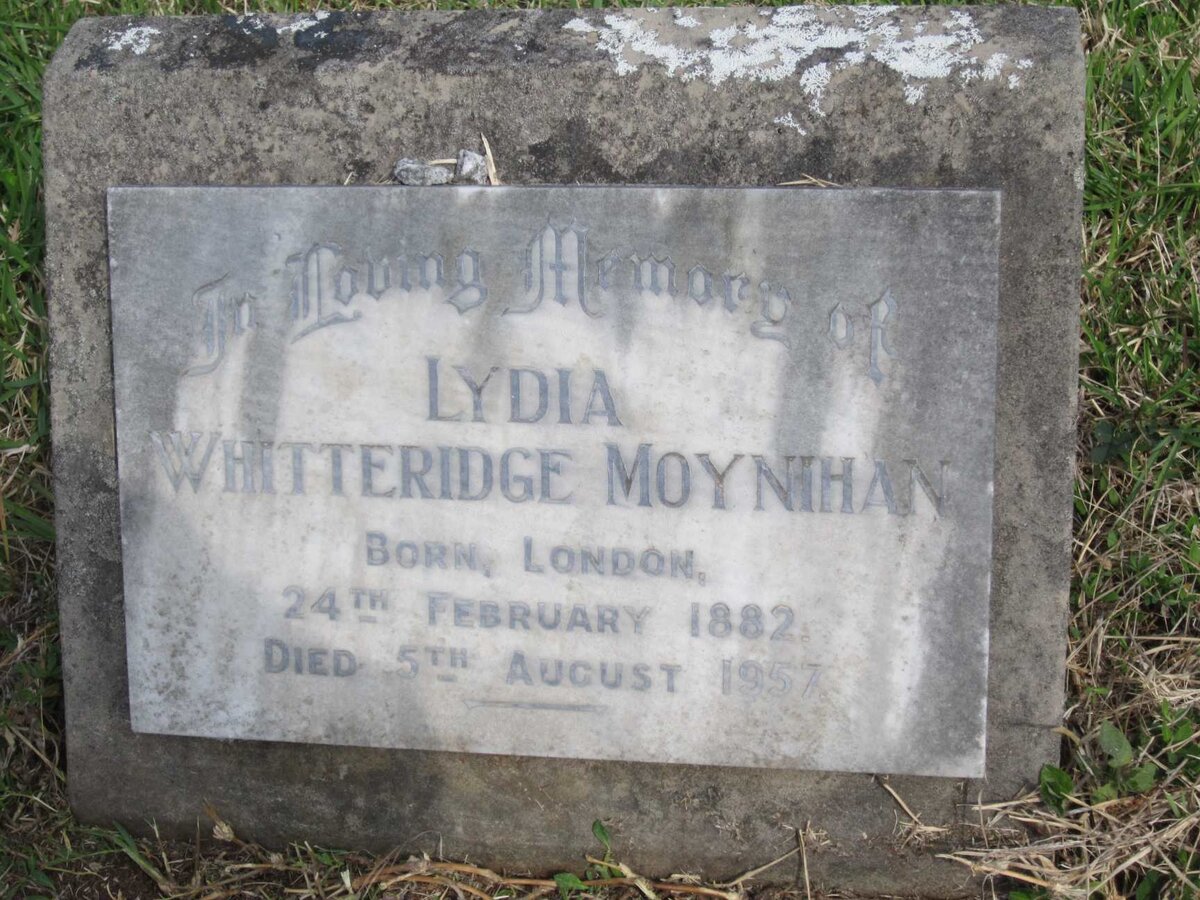 In Loving Memory of
LYDIA
WHITTERIDGE MOYNIHAN
BORN, LONDON,
24TH FEBRUARY 1882.
DIED 5TH AUGUST 1957